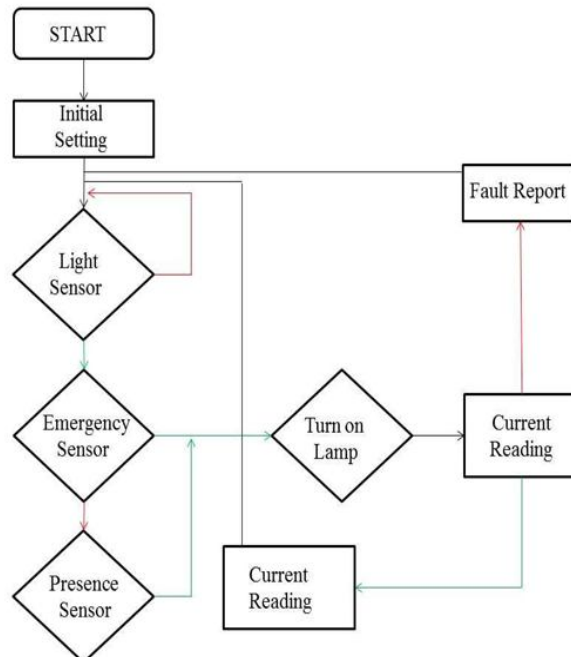 START
Initial
Setting
Fault Report
Light
Sensor
Emergency
Sensor
Turn on
Lamp
Current
Reading
Presence
Sensor
Current
Reading